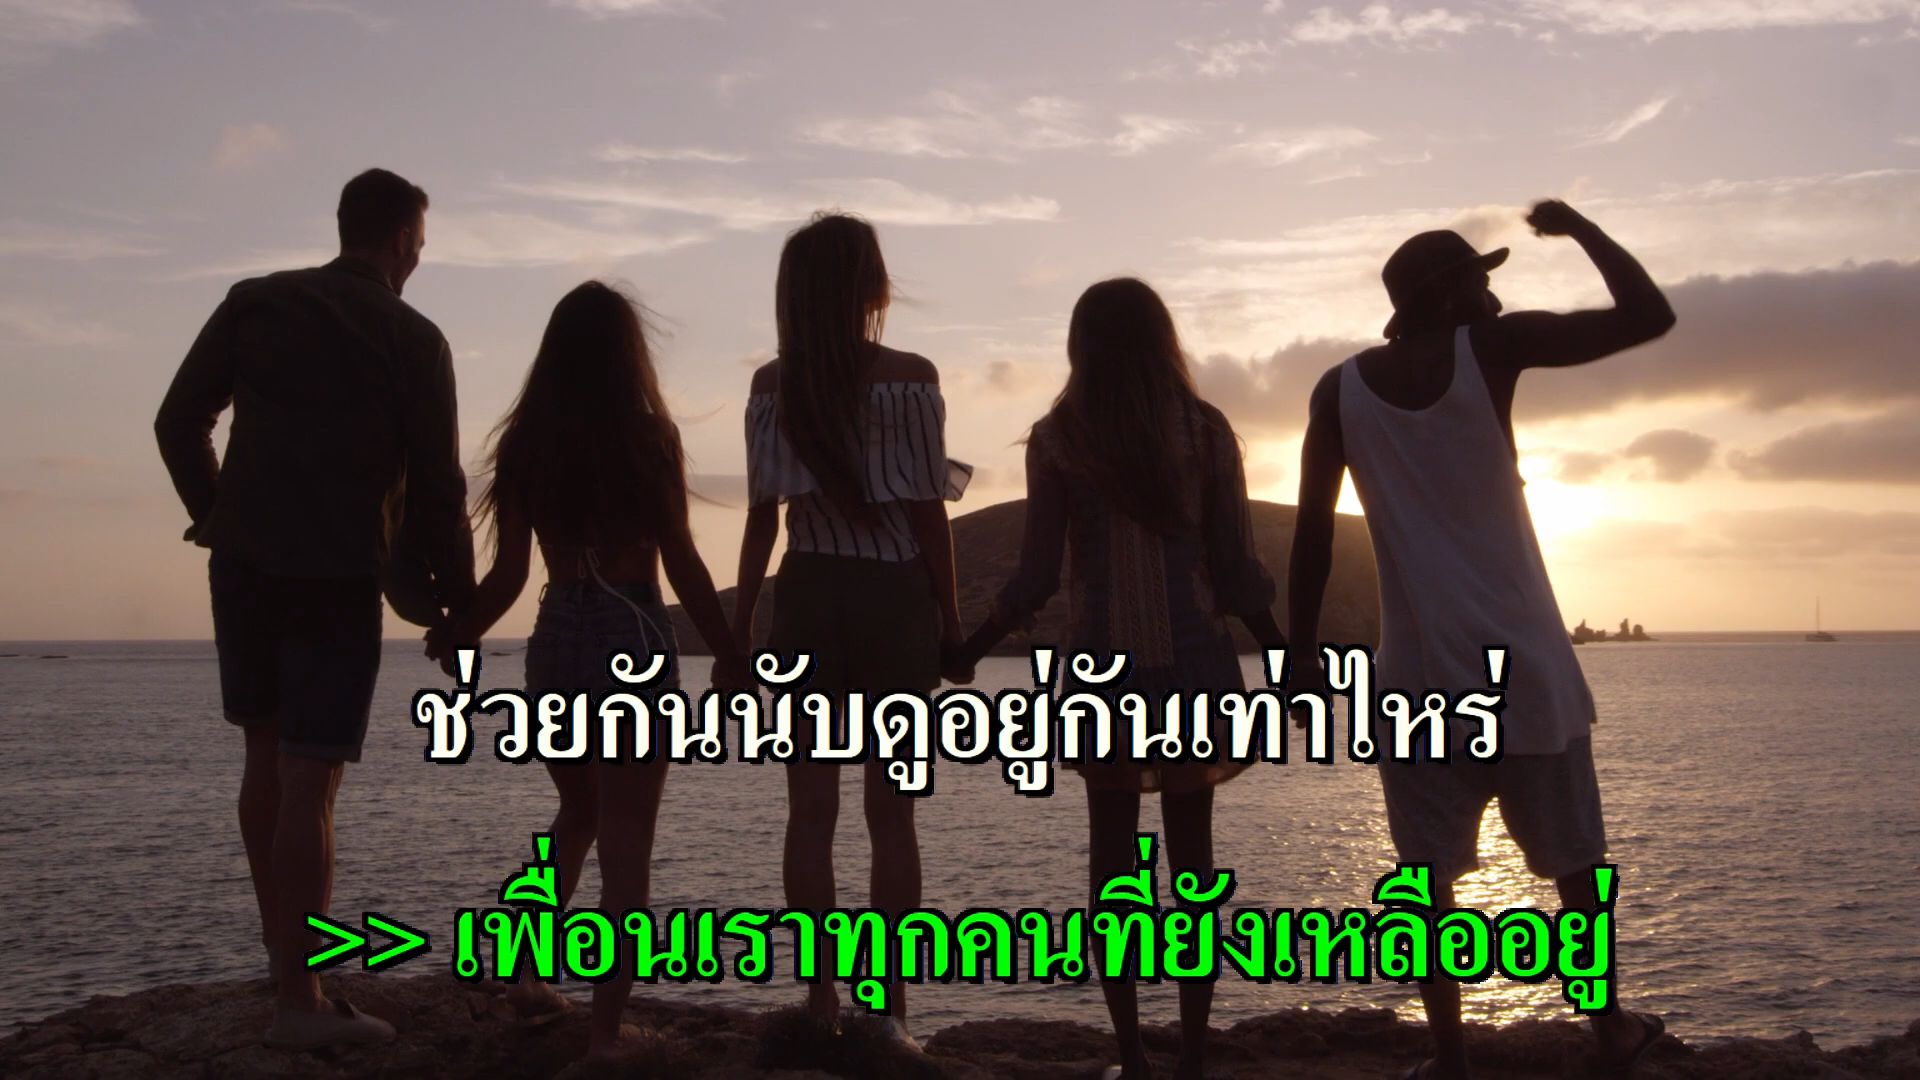 ช่วยกันนับดูอยู่กันเท่าไหร่
>> เพื่อนเราทุกคนที่ยังเหลืออยู่